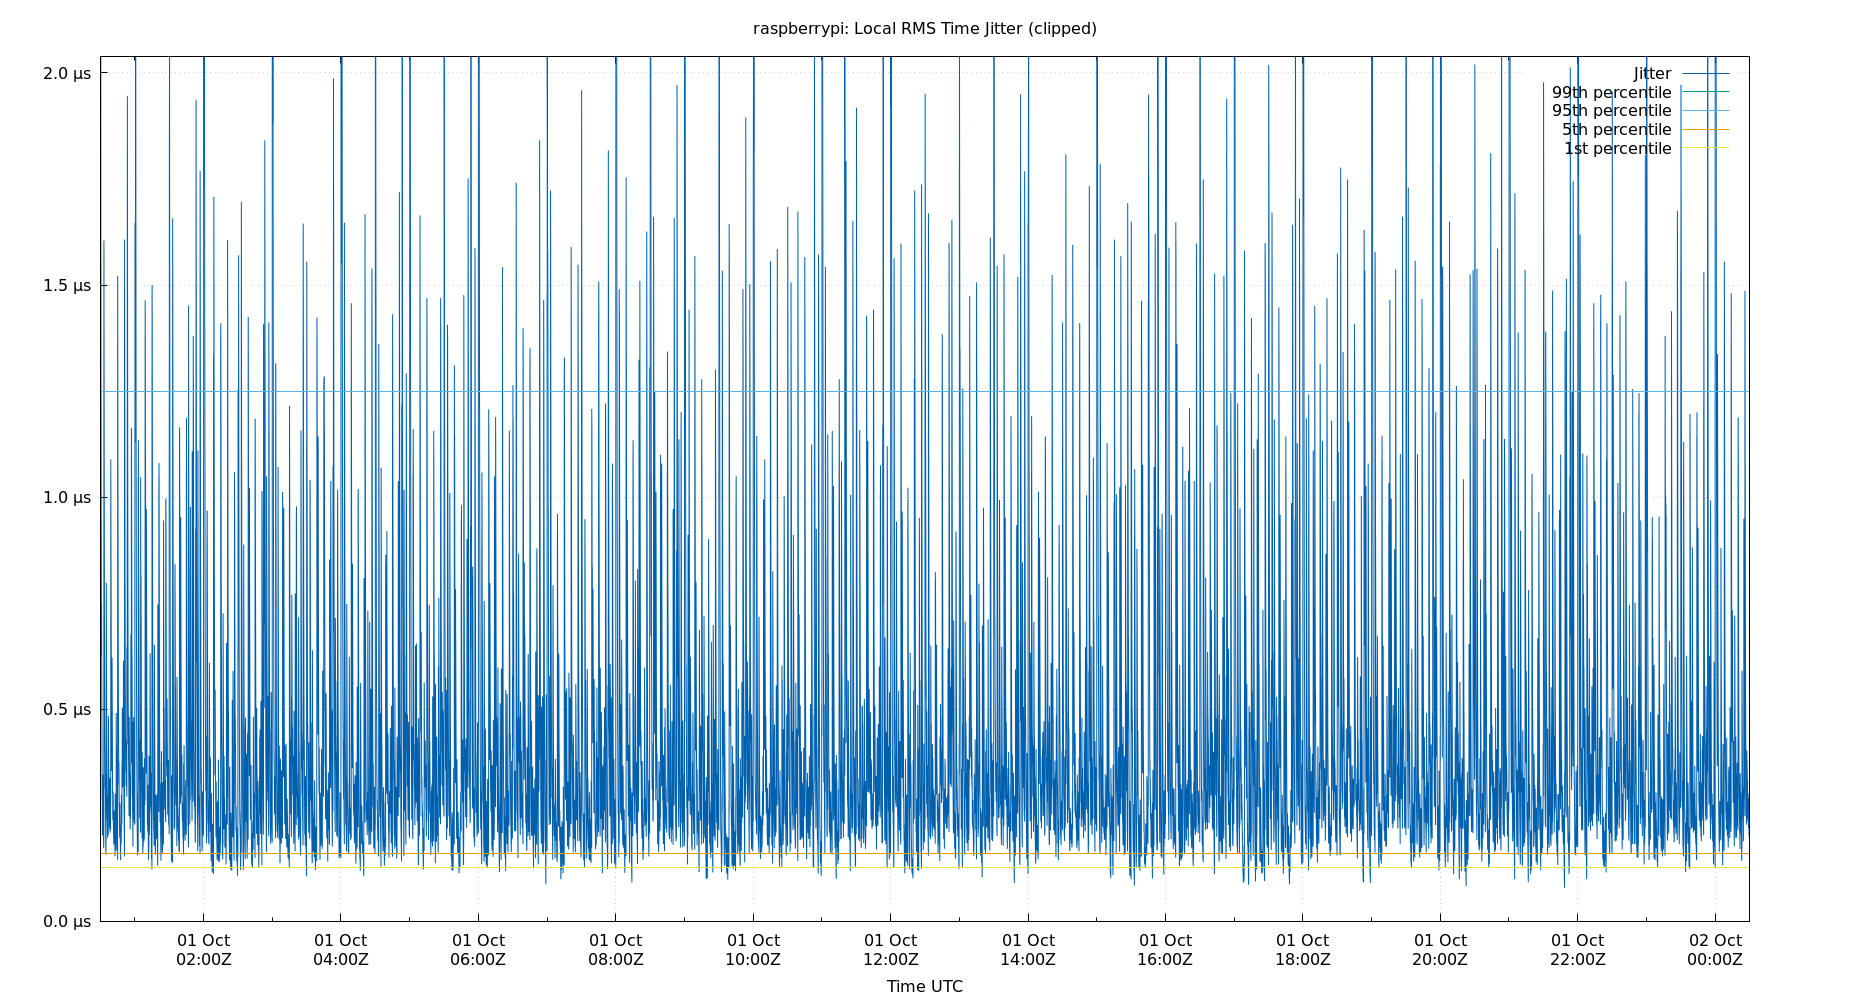 raspberrypi: Local RMS Time Jitter (clipped)
2.0 µs
1.5 µs
1.0 µs
0.5 µs
0.0 µs
Jitter
99th percentile
95th percentile
5th percentile
1st percentile
01 Oct 01 Oct 01 Oct 01 Oct 01 Oct 01 Oct 01 Oct 01 Oct 01 Oct 01 Oct 01 Oct 02 Oct
02:00Z 04:00Z 06:00Z 08:00Z 10:00Z 12:00Z 14:00Z 16:00Z 18:00Z 20:00Z 22:00Z 00:00Z
Time UTC